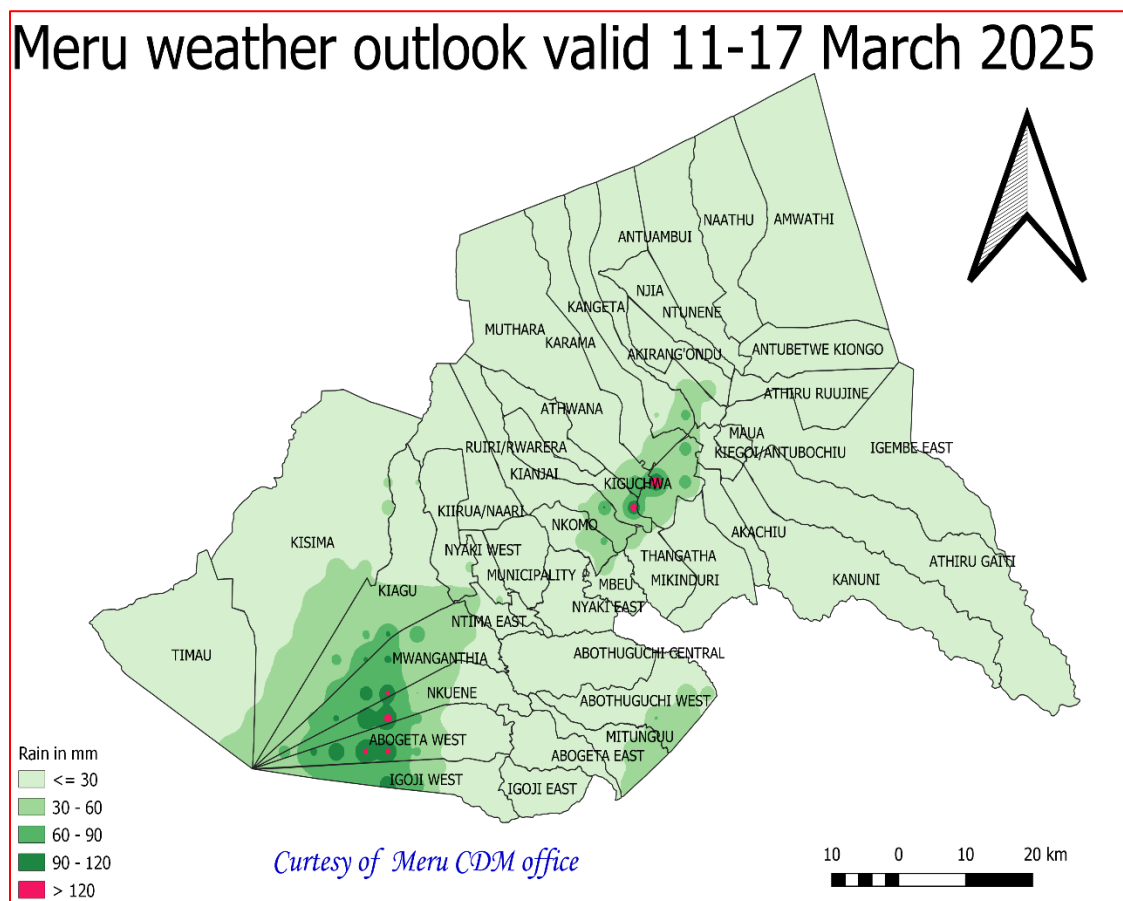 Meru weather outlook valid 11-17 March 2025
NAATHU
AMWATHI
ANTUAMBUI
NJIA
KANGETA
NTUNENE
MUTHARA
KARAMA
AKIRANG'ONDU
ANTUBETWE KIONGO
ATHIRU RUUJINE
ATHWANA
MAUA
RUIRI/RWARERA
KIEGOI/ANTUBOCHIU
IGEMBE EAST
KIANJAI
KIGUCHWA
KIIRUA/NAARI
NKOMO
AKACHIU
KISIMA
NYAKI WEST
THANGATHA
ATHIRU GAITI
MUNICIPALITY
MIKINDURI
KANUNI
KIAGU
MBEU
NYAKI EAST
NTIMA EAST
TIMAU
MWANGANTHIA
ABOTHUGUCHI CENTRAL
NKUENE
ABOTHUGUCHI WEST
ABOGETA WEST
MITUNGUU
ABOGETA EAST
IGOJI WEST
IGOJI EAST
Rain in mm
<= 30
30 - 60
60 - 90
90 - 120
> 120
Curtesy of Meru CDM office
10 0 10 20 km